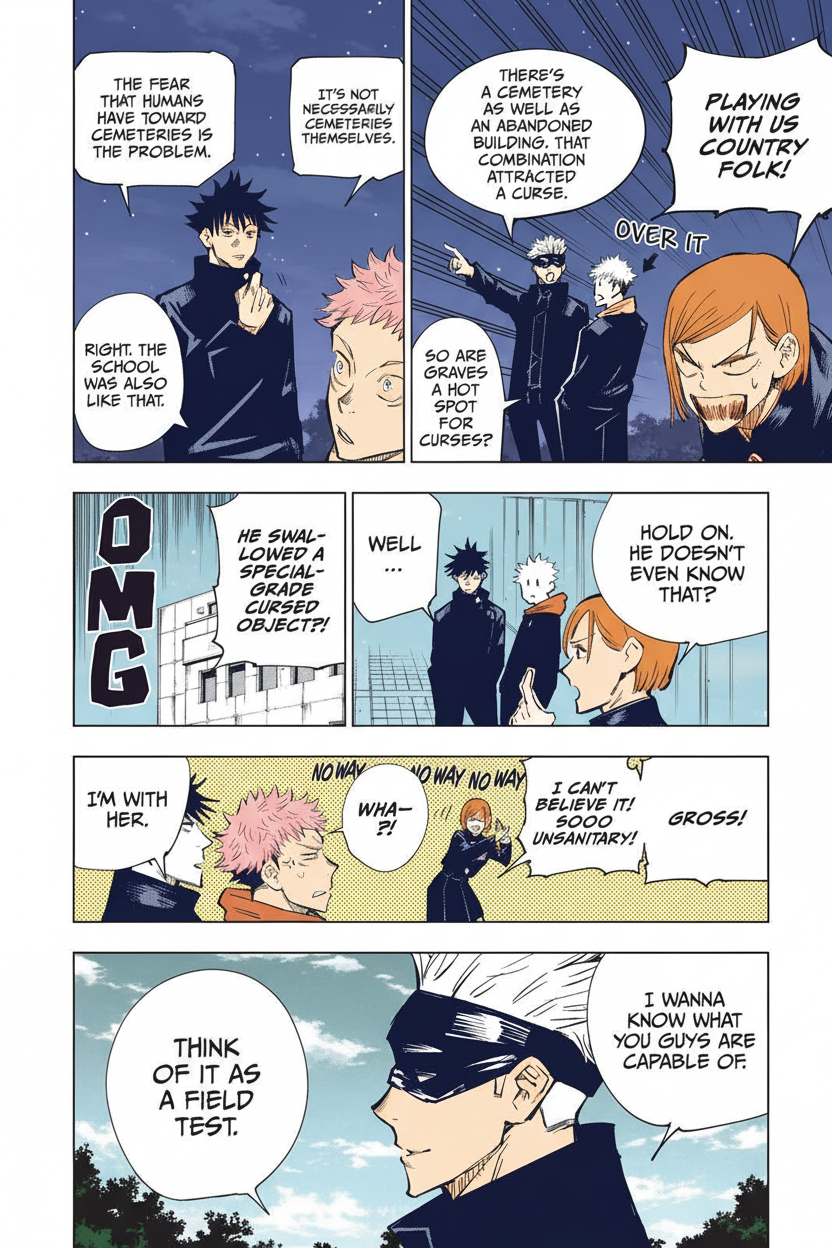 PLAYING
WITH US
COUNTRY
FOLK!
THERE'S
A CEMETERY
AS WELL AS
AN ABANDONED
BUILDING. THAT
COMBINATION
ATTRACTED
A CURSE.
OVER IT
SO ARE
GRAVES
A HOT
SPOT
FOR
CURSES?
IT'S NOT
NECESSARILY
CEMETERIES
THEMSELVES.
THE FEAR
THAT HUMANS
HAVE TOWARD
CEMETERIES IS
THE PROBLEM.
RIGHT. THE
SCHOOL
WAS ALSO
LIKE THAT.
HOLD ON.
HE DOESN'T
EVEN KNOW
THAT?
WELL
...
HE SWAL-
LOWED A
SPECIAL-
GRADE
CURSED
OBJECT?!
OMG
GROSS!
I CAN'T
BELIEVE IT!
SOOO
UNSANITARY!
NO WAY NO WAY NO WAY
WHA—
?!
I'M WITH
HER.
I WANNA
KNOW WHAT
YOU GUYS ARE
CAPABLE OF.
THINK
OF IT AS
A FIELD
TEST.